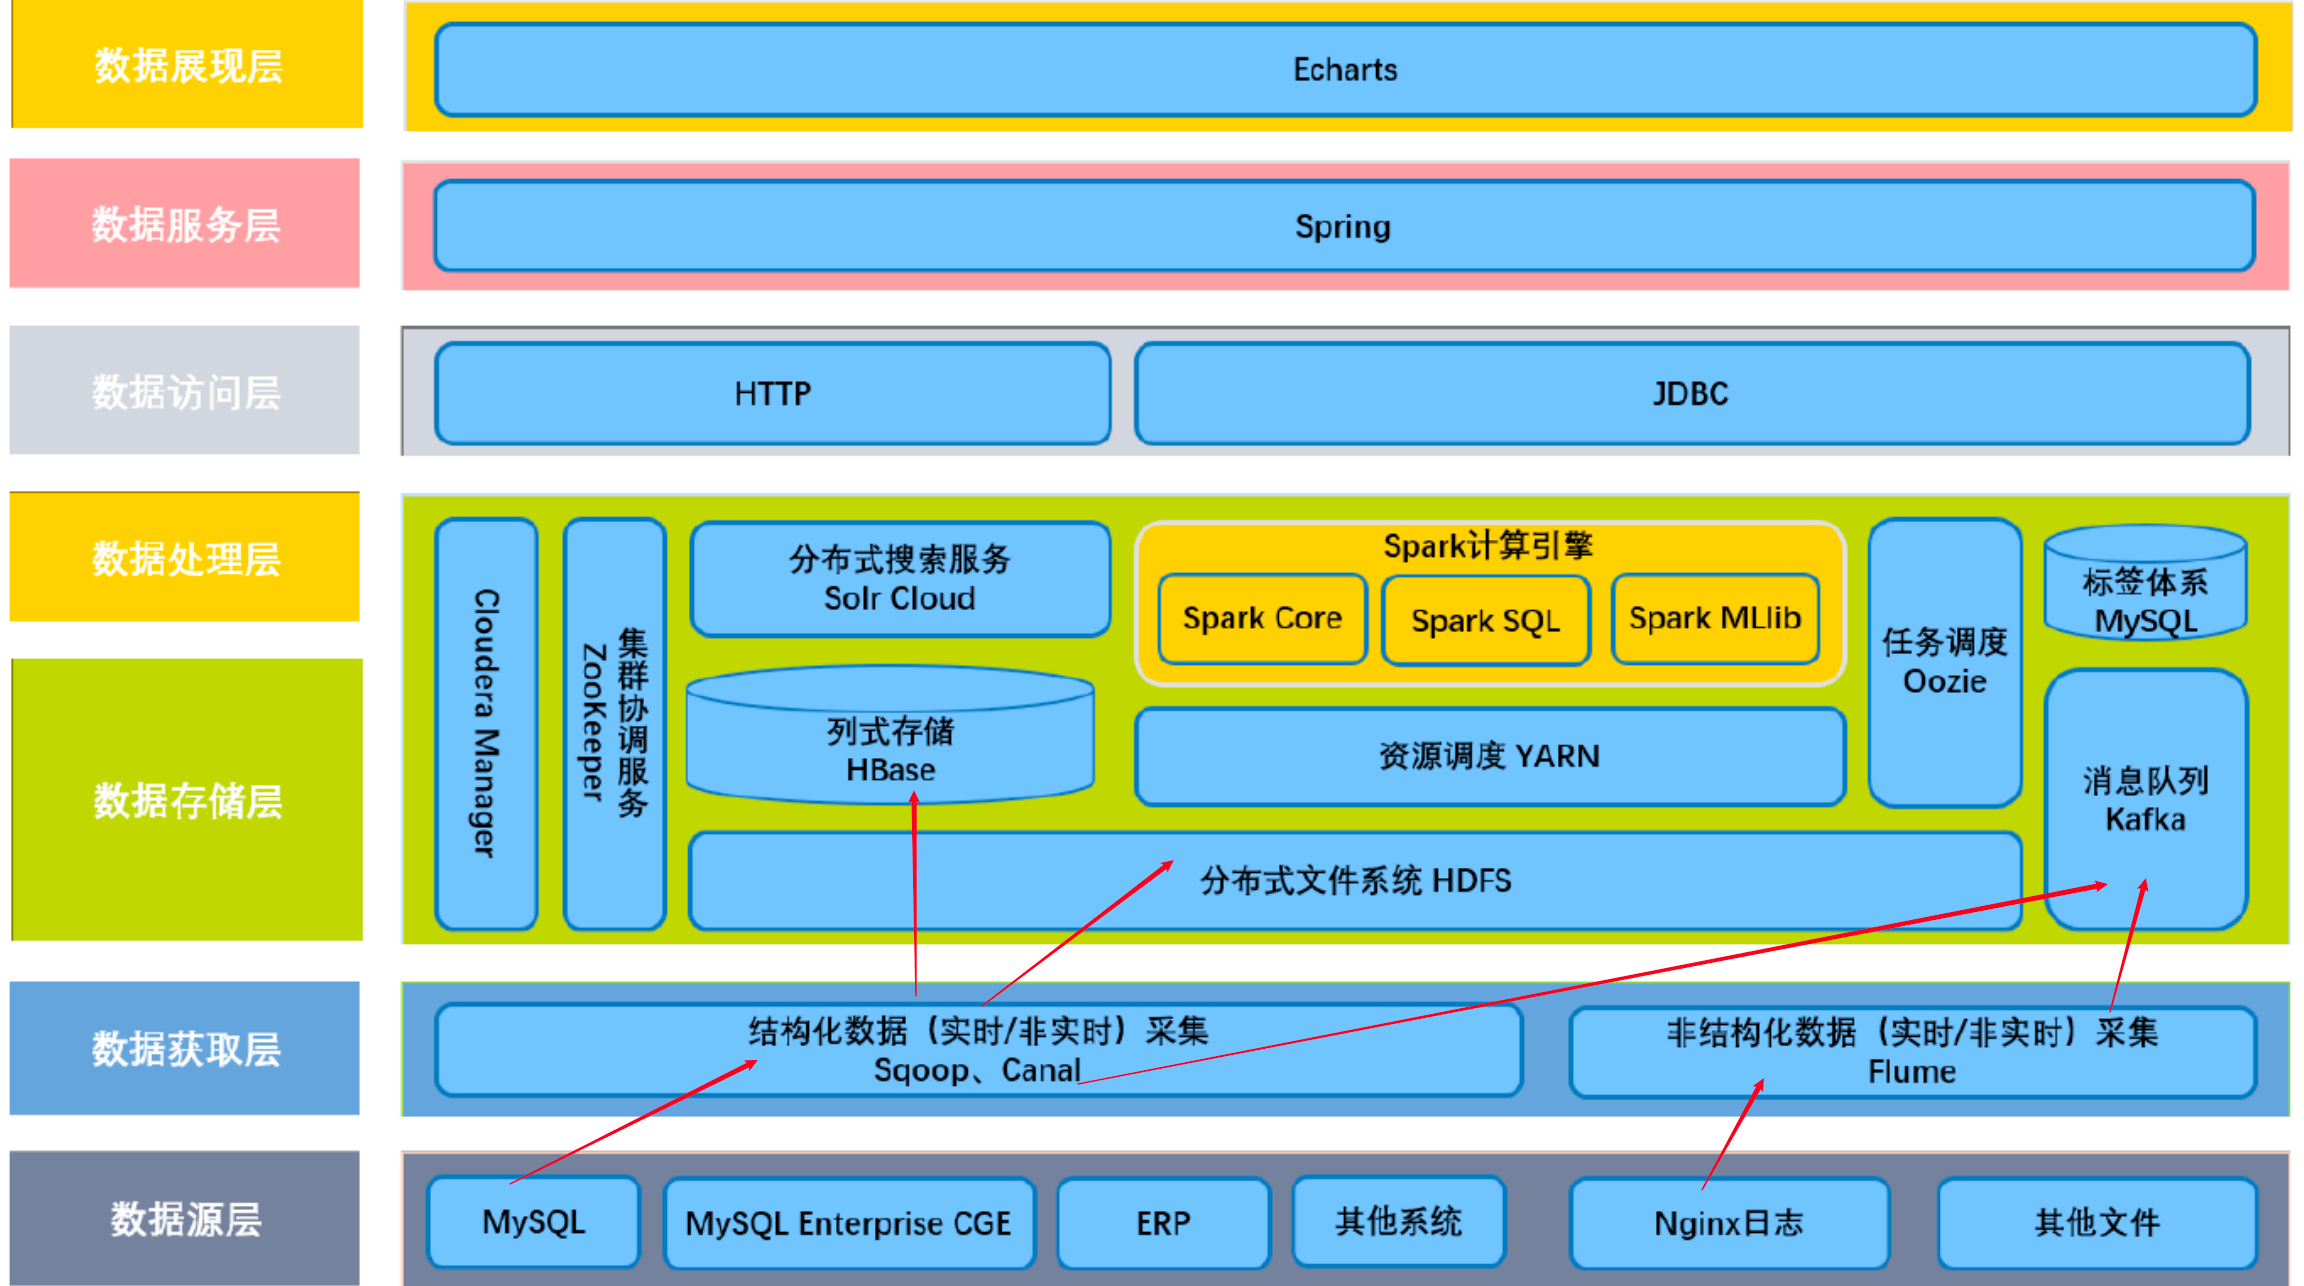 数据展现层
Echarts
数据服务层
Spring
数据访问层
HTTP
JDBC
数据处理层
数据存储层
Cloudera Manager
集群协调服务
ZooKeeper
分布式搜索服务
Solr Cloud
列式存储
HBase
Spark计算引擎
Spark Core
Spark SQL
Spark MLlib
资源调度 YARN
分布式文件系统 HDFS
任务调度
Oozie
标签体系
MySQL
消息队列
Kafka
数据获取层
结构化数据（实时/非实时）采集
Sqoop、Canal
非结构化数据（实时/非实时）采集
Flume
数据源层
MySQL
MySQL Enterprise CGE
ERP
其他系统
Nginx日志
其他文件